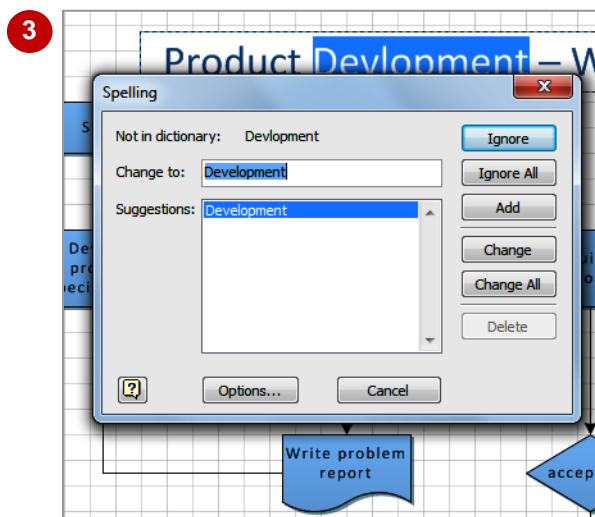 3
Product Devlopment – W
Spelling
Not in dictionary: Devlopment
Ignore
Change to: Development
Ignore All
Suggestions: Development
Add
Change
Change All
Delete
Options...
Cancel
Write problem
report
accep